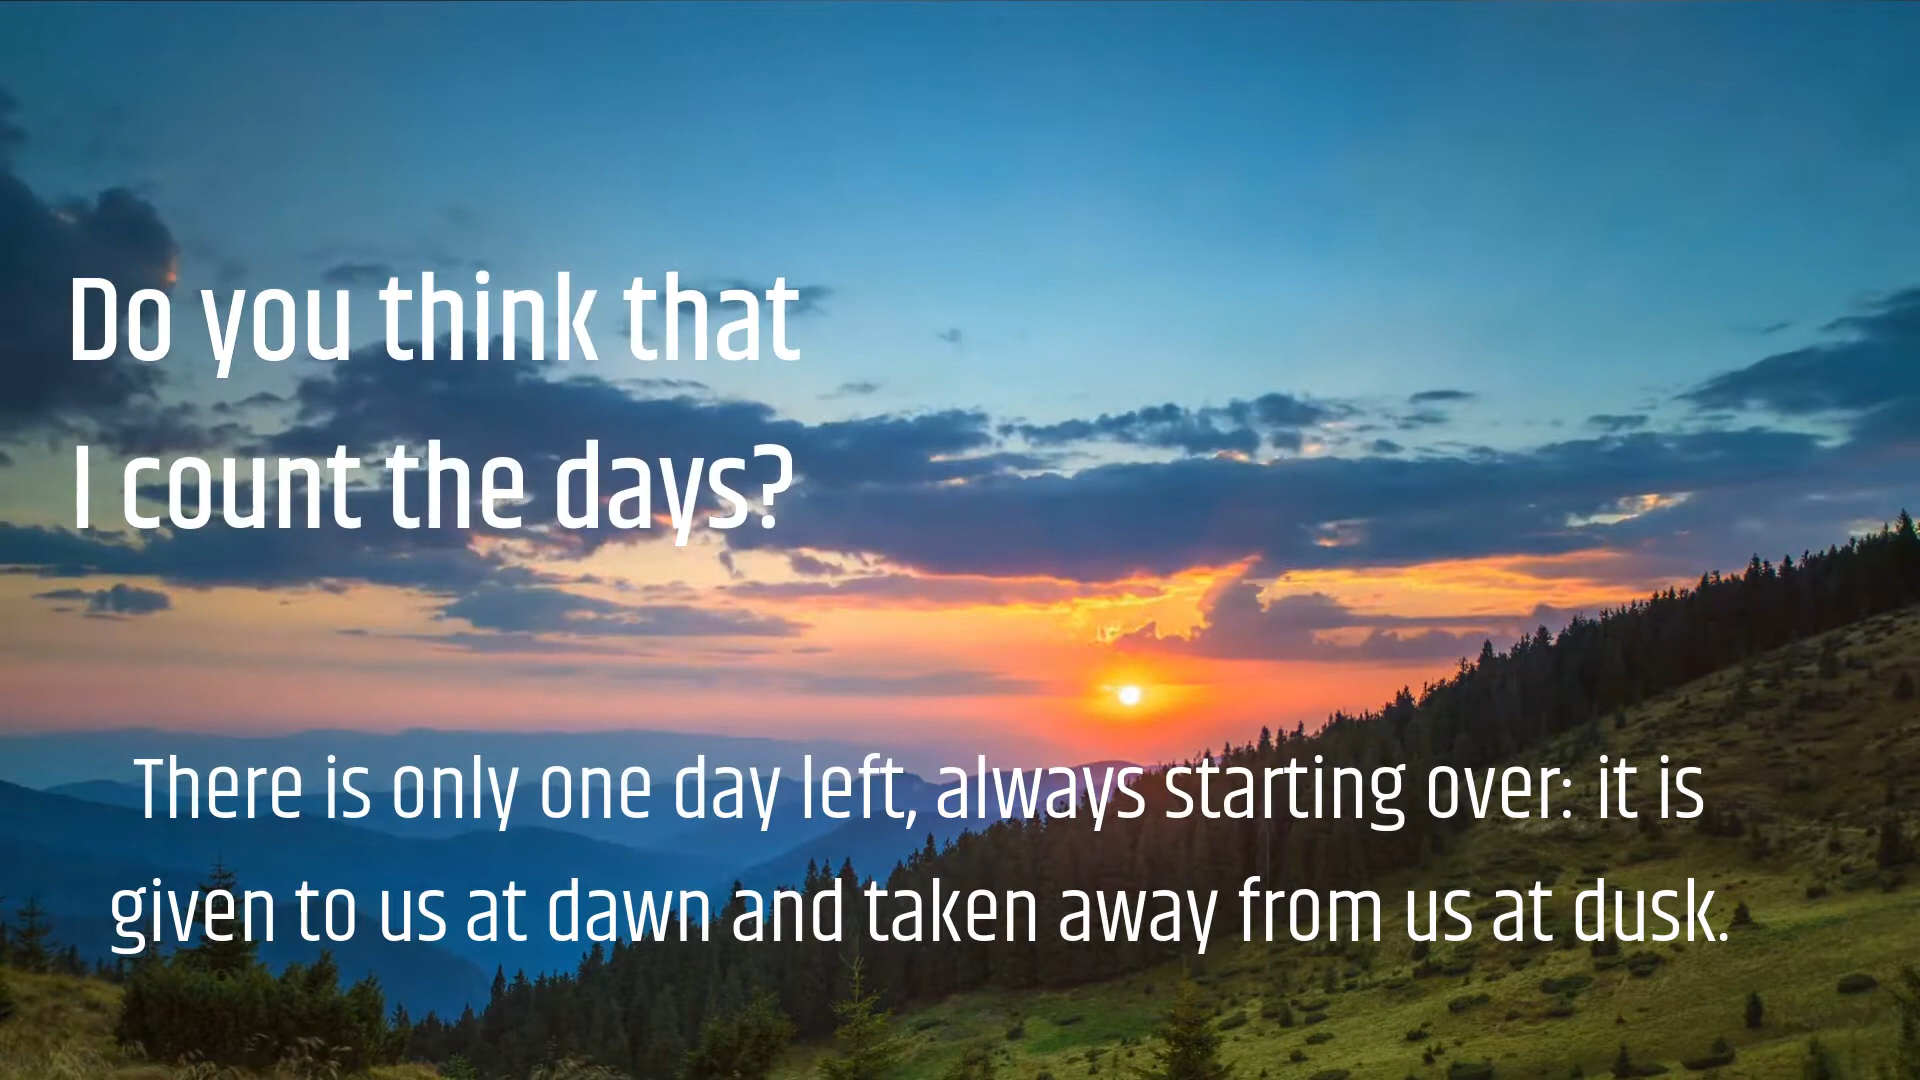 Do you think that
I count the days?
There is only one day left, always starting over: it is
given to us at dawn and taken away from us at dusk.